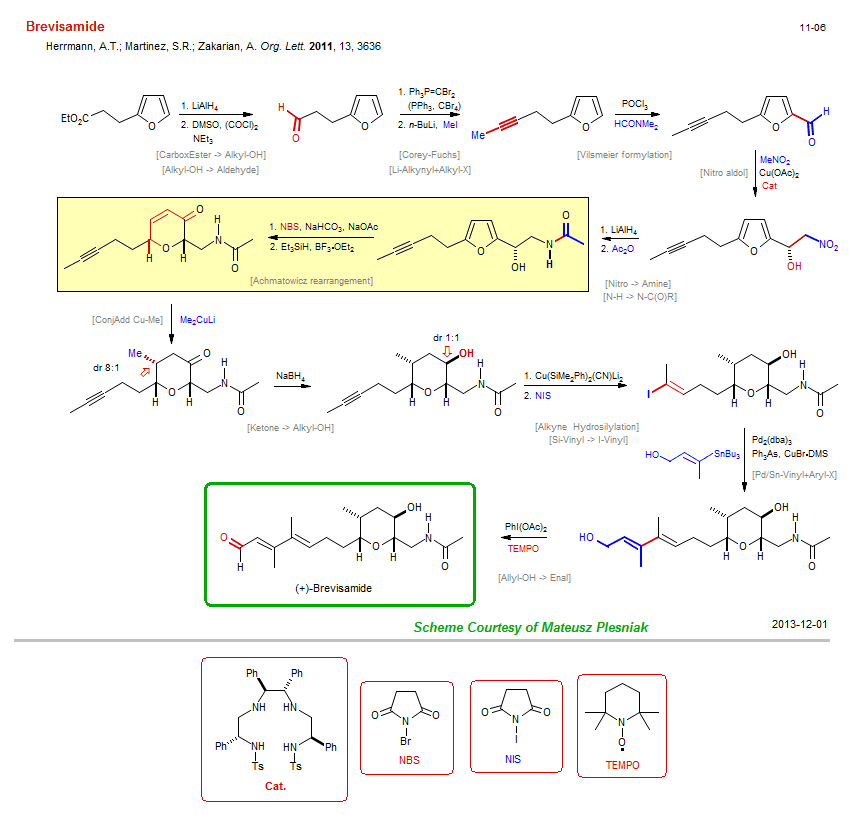 Brevisamide
11-06
Herrmann, A.T.; Martinez, S.R.; Zakarian, A. Org. Lett. 2011, 13, 3636
EtO₂C
O
1. LiAlH₄
2. DMSO, (COCl)₂
NEt₃
[CarboxEster -> Alkyl-OH]
[Alkyl-OH -> Aldehyde]
H
O
O
1. Ph₃P=CBr₂
(PPh₃, CBr₄)
2. n-BuLi, MeI
[Corey-Fuchs]
[Li-Alkynyl+Alkyl-X]
Me
O
POCl₃
HCONMe₂
[Vilsmeier formylation]
O
H
O
[Nitro aldol]
MeNO₂
Cu(OAc)₂
Cat
O
NO₂
OH
1. LiAlH₄
2. Ac₂O
[Nitro -> Amine]
[N-H -> N-C(O)R]
O
O
N
H
OH
1. NBS, NaHCO₃, NaOAc
2. Et₃SiH, BF₃•OEt₂
[Achmatowicz rearrangement]
O
H
N
O
H
H
O
[ConjAdd Cu-Me]
Me₂CuLi
dr 8:1
Me
O
H
N
O
H
H
O
NaBH₄
[Ketone -> Alkyl-OH]
dr 1:1
OH
H
N
O
H
H
O
1. Cu(SiMe₂Ph)₂(CN)Li₂
2. NIS
[Alkyne Hydrosilylation]
[Si-Vinyl -> I-Vinyl]
I
OH
H
N
O
H
H
O
HO
SnBu₃
Pd₂(dba)₃
Ph₃As, CuBr•DMS
[Pd/Sn-Vinyl+Aryl-X]
HO
OH
H
N
O
H
H
O
PhI(OAc)₂
TEMPO
[Allyl-OH -> Enal]
O
H
OH
H
N
O
H
H
O
(+)-Brevisamide
Scheme Courtesy of Mateusz Plesniak
2013-12-01
Ph
Ph
NH
HN
Ph
NH
HN
Ph
Ts
Ts
Cat.
O
N
O
Br
NBS
O
N
O
I
NIS
N
O
•
TEMPO